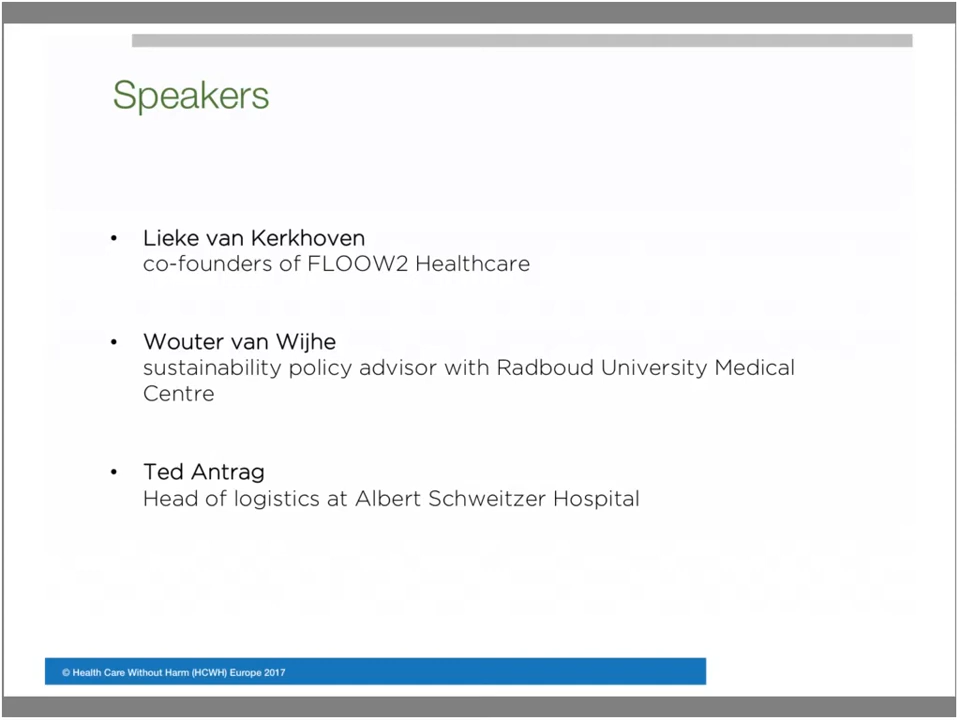 Speakers
• Lieke van Kerkhoven
co-founders of FLOOW2 Healthcare
• Wouter van Wijhe
sustainability policy advisor with Radboud University Medical
Centre
• Ted Antrag
Head of logistics at Albert Schweitzer Hospital
© Health Care Without Harm (HCWH) Europe 2017